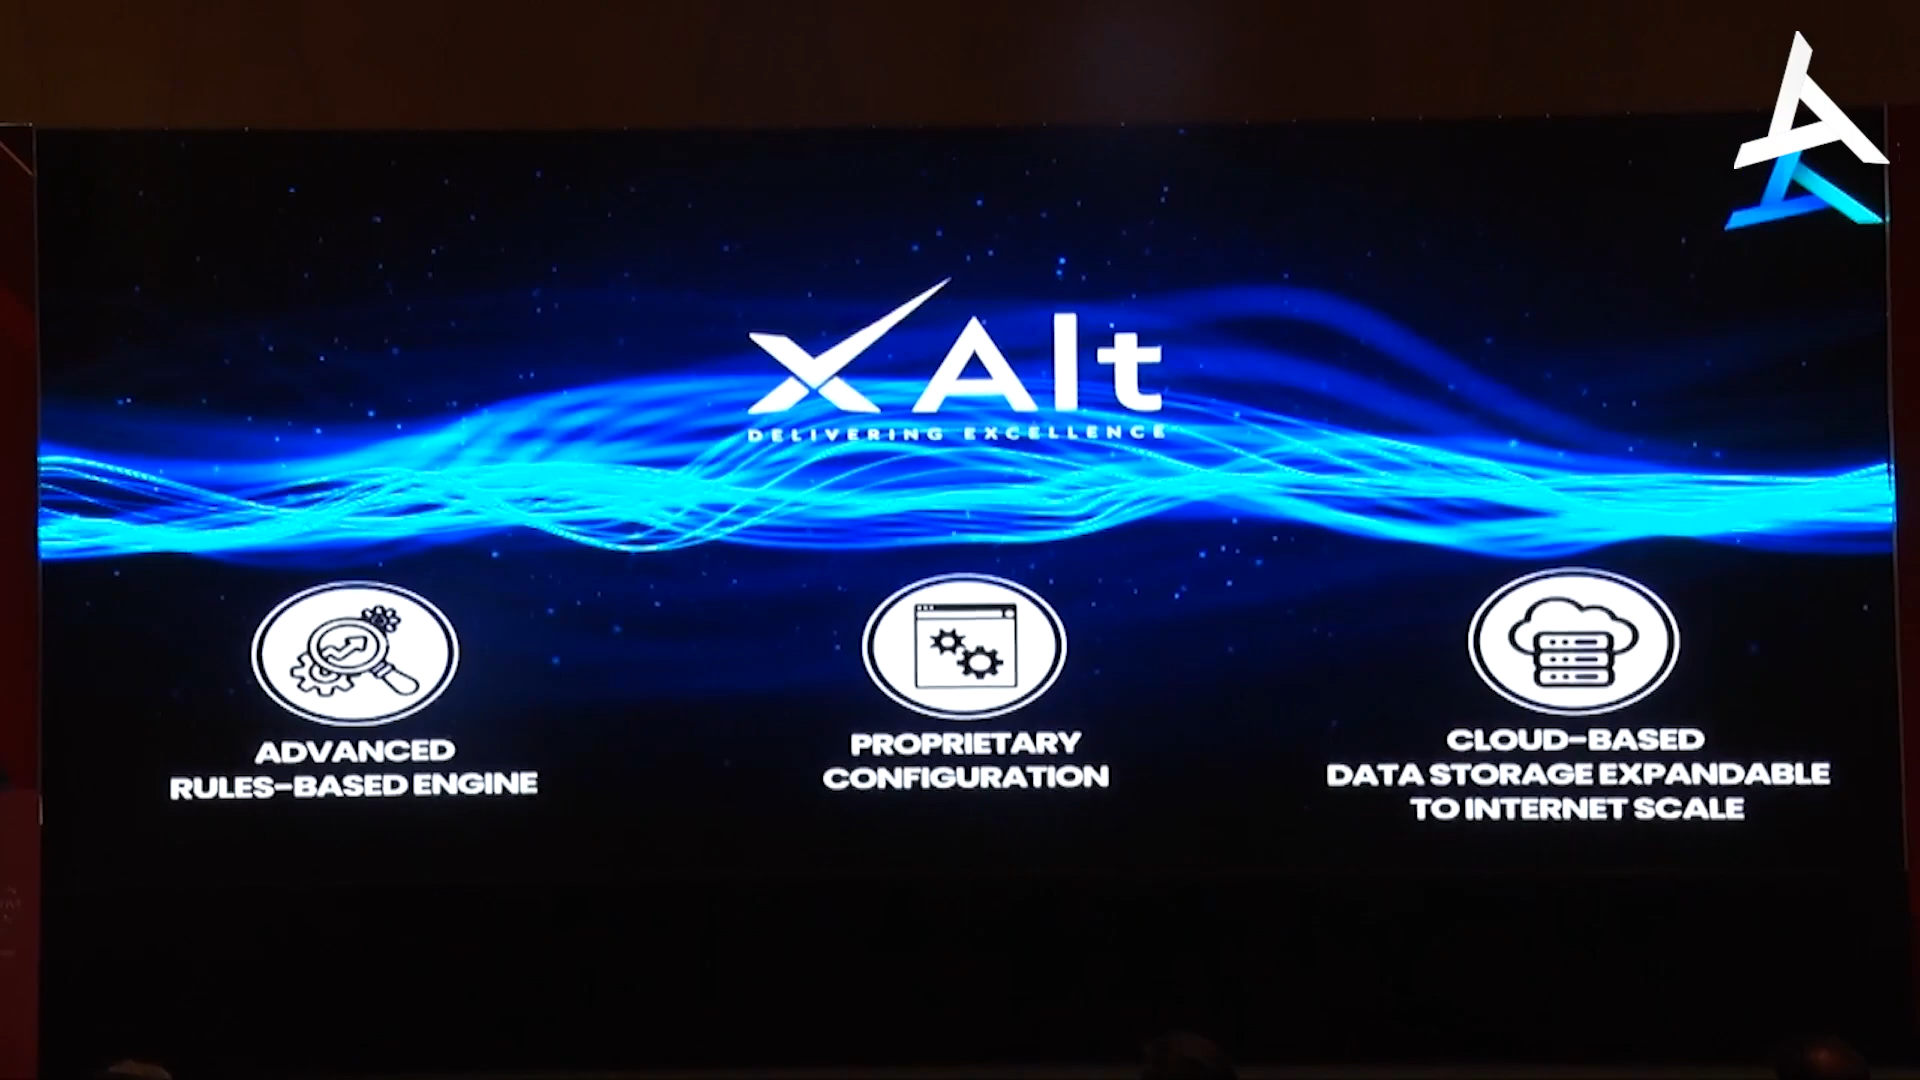 xAlt
DELIVERING EXCELLENCE
ADVANCED
RULES-BASED ENGINE
PROPRIETARY
CONFIGURATION
CLOUD-BASED
DATA STORAGE EXPANDABLE
TO INTERNET SCALE